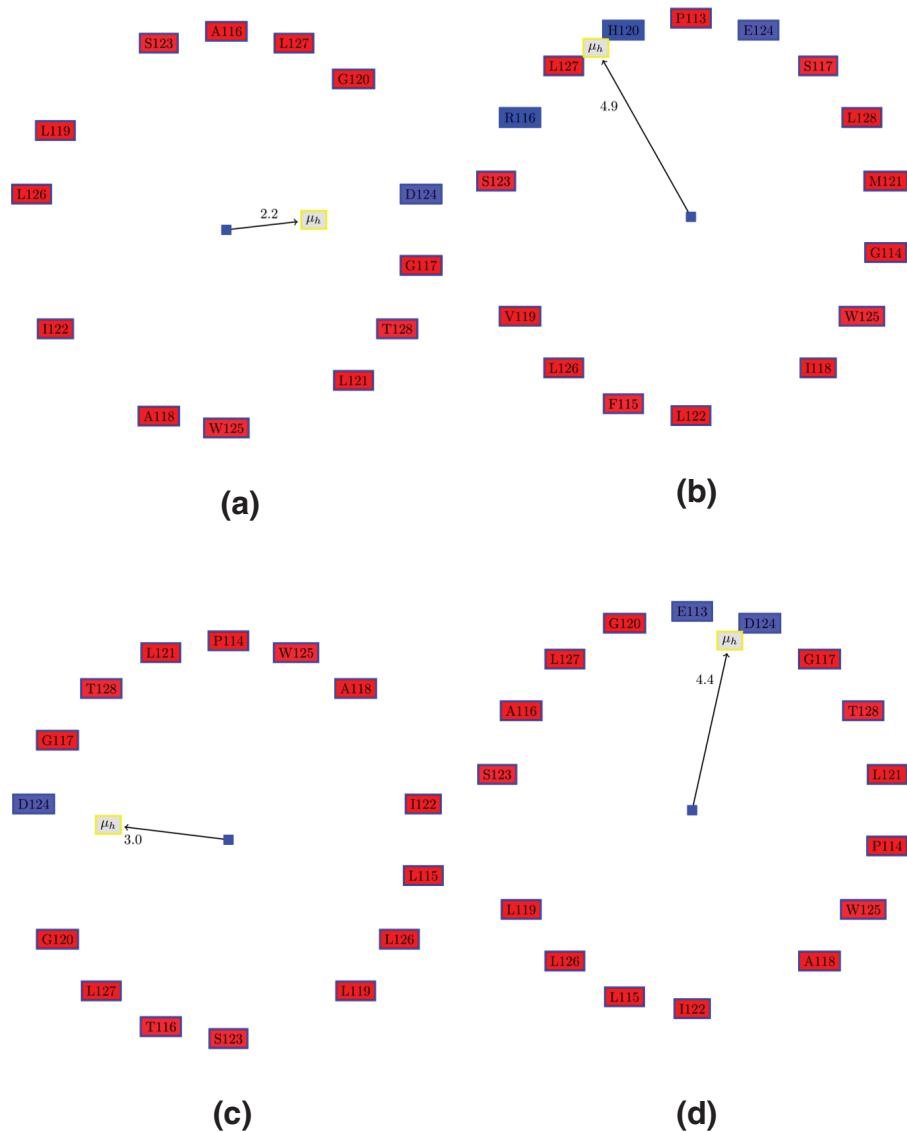 A116
S123
L127
G120
L119
L126
D124
2.2
μh
G117
I122
T128
L121
A118
W125
(a)
P113
H120
E124
μh
L127
S117
4.9
R116
L128
S123
M121
G114
V119
W125
L126
I118
F115
L122
(b)
P114
L121
W125
T128
A118
G117
D124
I122
μh
3.0
L115
G120
L126
L127
L119
T116
S123
(c)
E113
G120
D124
μh
L127
G117
4.4
A116
T128
S123
L121
P114
L119
W125
L126
A118
L115
I122
(d)